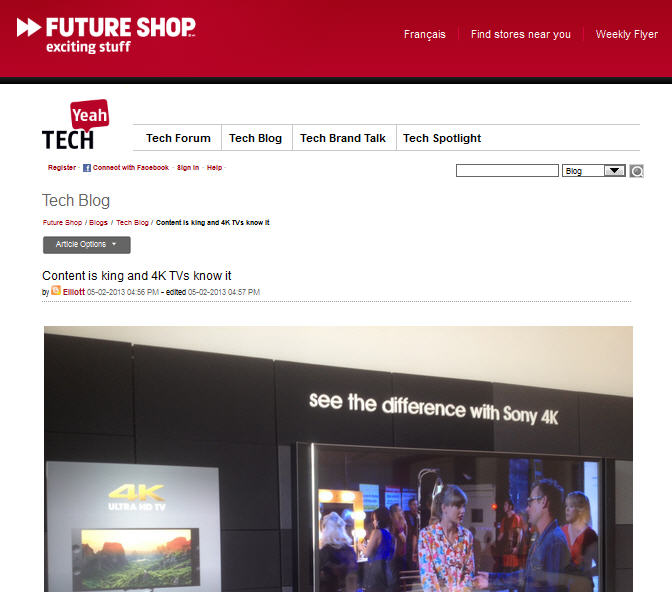 FUTURE SHOP
exciting stuff
Français
Find stores near you
Weekly Flyer
Yeah
TECH
Tech Forum
Tech Blog
Tech Brand Talk
Tech Spotlight
Register · Connect with Facebook · Sign In · Help ·
Blog
Tech Blog
Future Shop / Blogs / Tech Blog / Content is king and 4K TVs know it
Article Options
Content is king and 4K TVs know it
by Elliott 05-02-2013 04:56 PM - edited 05-02-2013 04:57 PM
see the difference with Sony 4K
4K
ULTRA HD TV